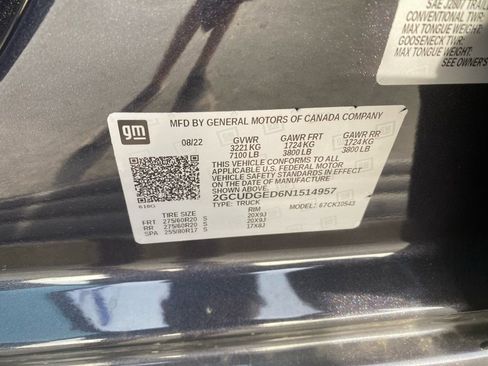 SAE J2807 TRAIL
CONVENTIONAL TWR:
MAX TONGUE WEIGHT:
GOOSENECK TWR:
MAX TONGUE WEIGHT:
SEE OWNER'S
gm
MFD BY GENERAL MOTORS OF CANADA COMPANY
08/22 GVWR GAWR FRT GAWR RR
3221 KG 1724 KG 1724 KG
7100 LB 3800 LB 3800 LB
THIS VEHICLE CONFORMS TO ALL
APPLICABLE U.S. FEDERAL MOTOR
VEHICLE SAFETY STANDARDS IN EFFECT
ON THE DATE OF MANUFACTURE
SHOWN ABOVE.
2GCUDGED6N1514957
TYPE: TRUCK MODEL: 67CK10543
TIRE SIZE RIM
FRT 275/60R20 S 20X9J
RR 275/60R20 S 20X9J
SPA 255/80R17 S 17X8J